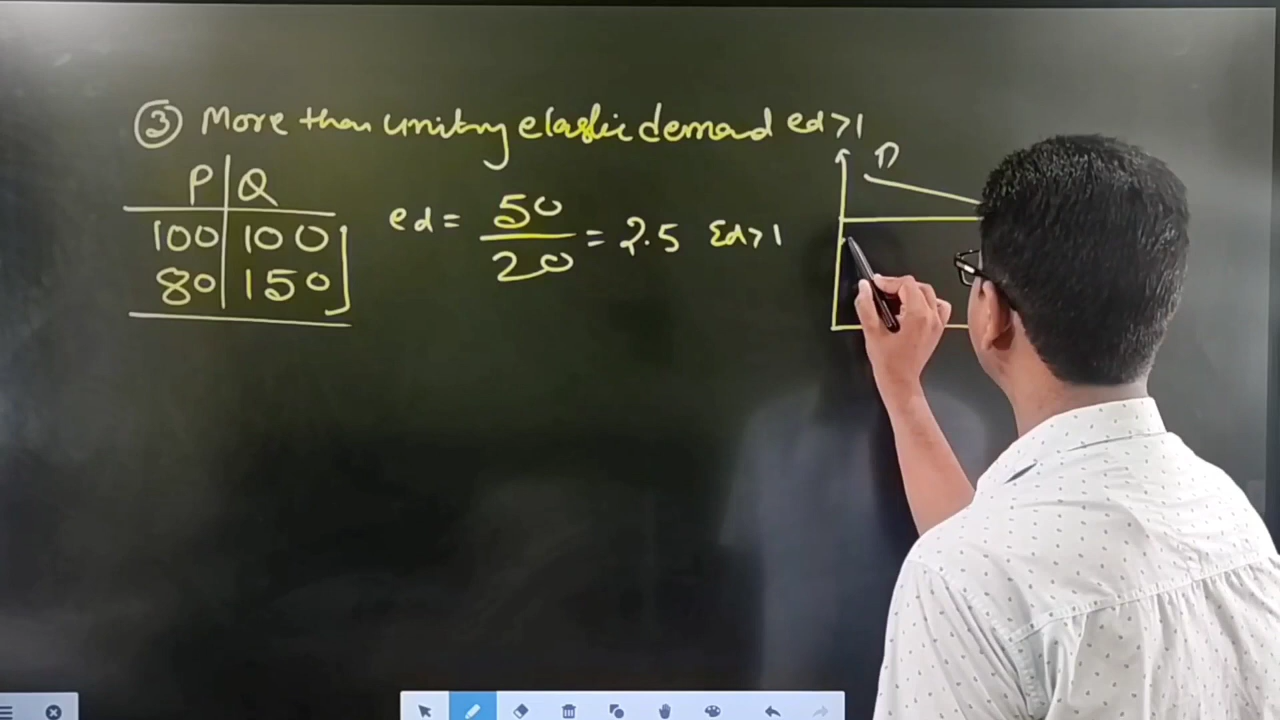 ③ More than unitary elastic demand ed>1
P Q
100 100
80 150
ed = 50/20 = 2.5 Ed>1
D